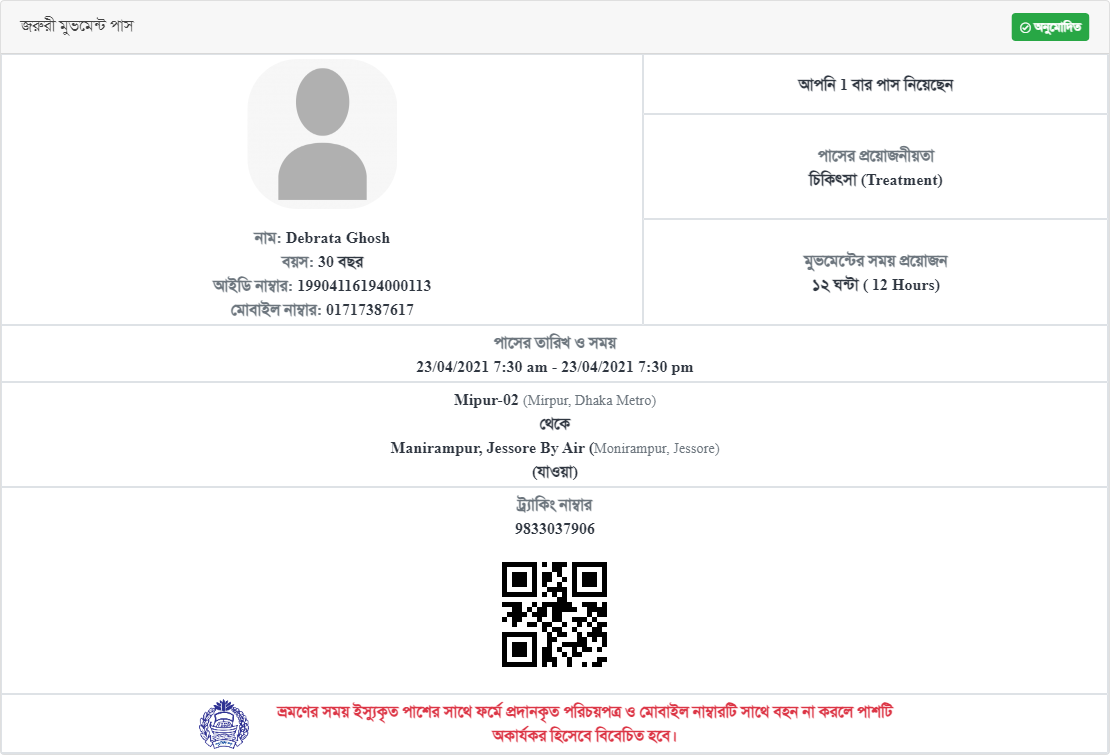 জরুরী মুভমেন্ট পাস
অনুমোদিত
নাম: Debrata Ghosh
বয়স: 30 বছর
আইডি নাম্বার: 19904116194000113
মোবাইল নাম্বার: 01717387617
আপনি 1 বার পাস নিয়েছেন
পাসের প্রয়োজনীয়তা
চিকিৎসা (Treatment)
মুভমেন্টের সময় প্রয়োজন
১২ ঘন্টা ( 12 Hours)
পাসের তারিখ ও সময়
23/04/2021 7:30 am - 23/04/2021 7:30 pm
Mipur-02 (Mirpur, Dhaka Metro)
থেকে
Manirampur, Jessore By Air (Monirampur, Jessore)
(যাওয়া)
ট্র্যাকিং নাম্বার
9833037906
ভ্রমণের সময় ইস্যুকৃত পাশের সাথে ফর্মে প্রদানকৃত পরিচয়পত্র ও মোবাইল নাম্বারটি সাথে বহন না করলে পাশটি
অকার্যকর হিসেবে বিবেচিত হবে।